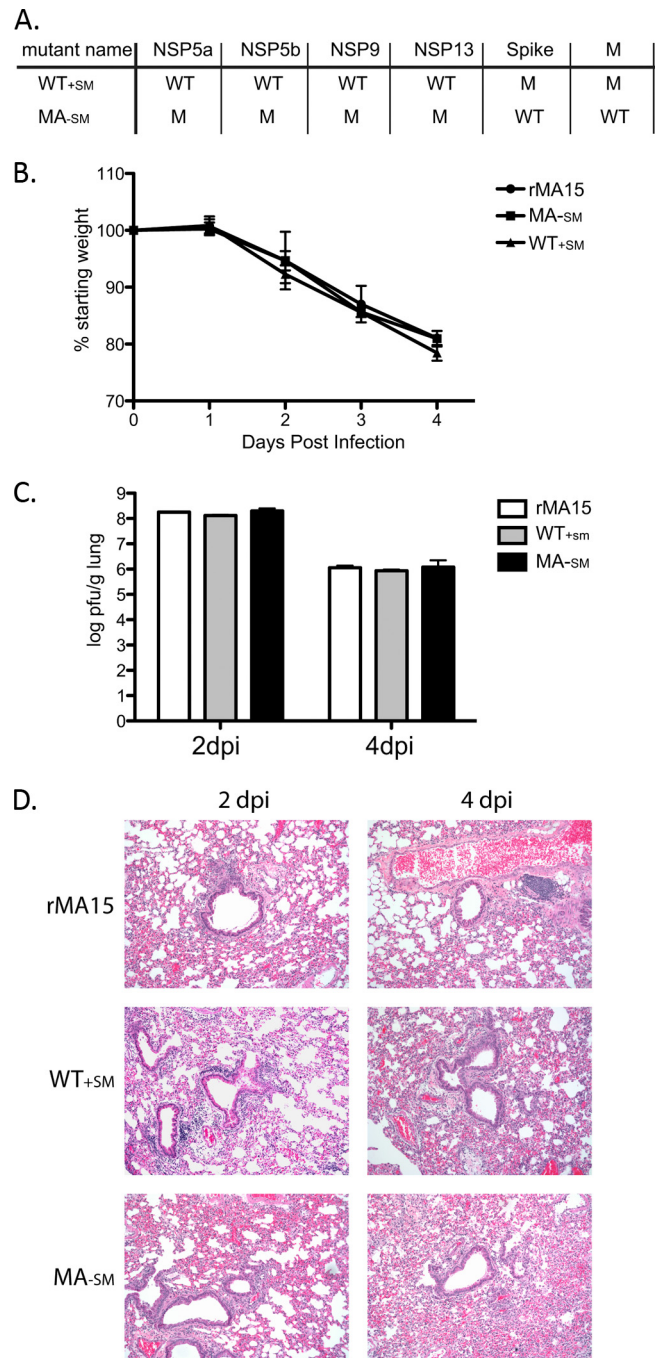 A.
mutant name NSP5a NSP5b NSP9 NSP13 Spike M
WT+SM WT WT WT WT M M
MA-SM M M M M WT WT
B.
110
100
90
80
70
% starting weight
0 1 2 3 4
Days Post Infection
rMA15
MA-SM
WT+SM
C.
9
8
7
6
5
4
3
2
1
0
log pfu/g lung
2dpi 4dpi
rMA15
WT+sm
MA-SM
D.
2 dpi 4 dpi
rMA15
WT+SM
MA-SM